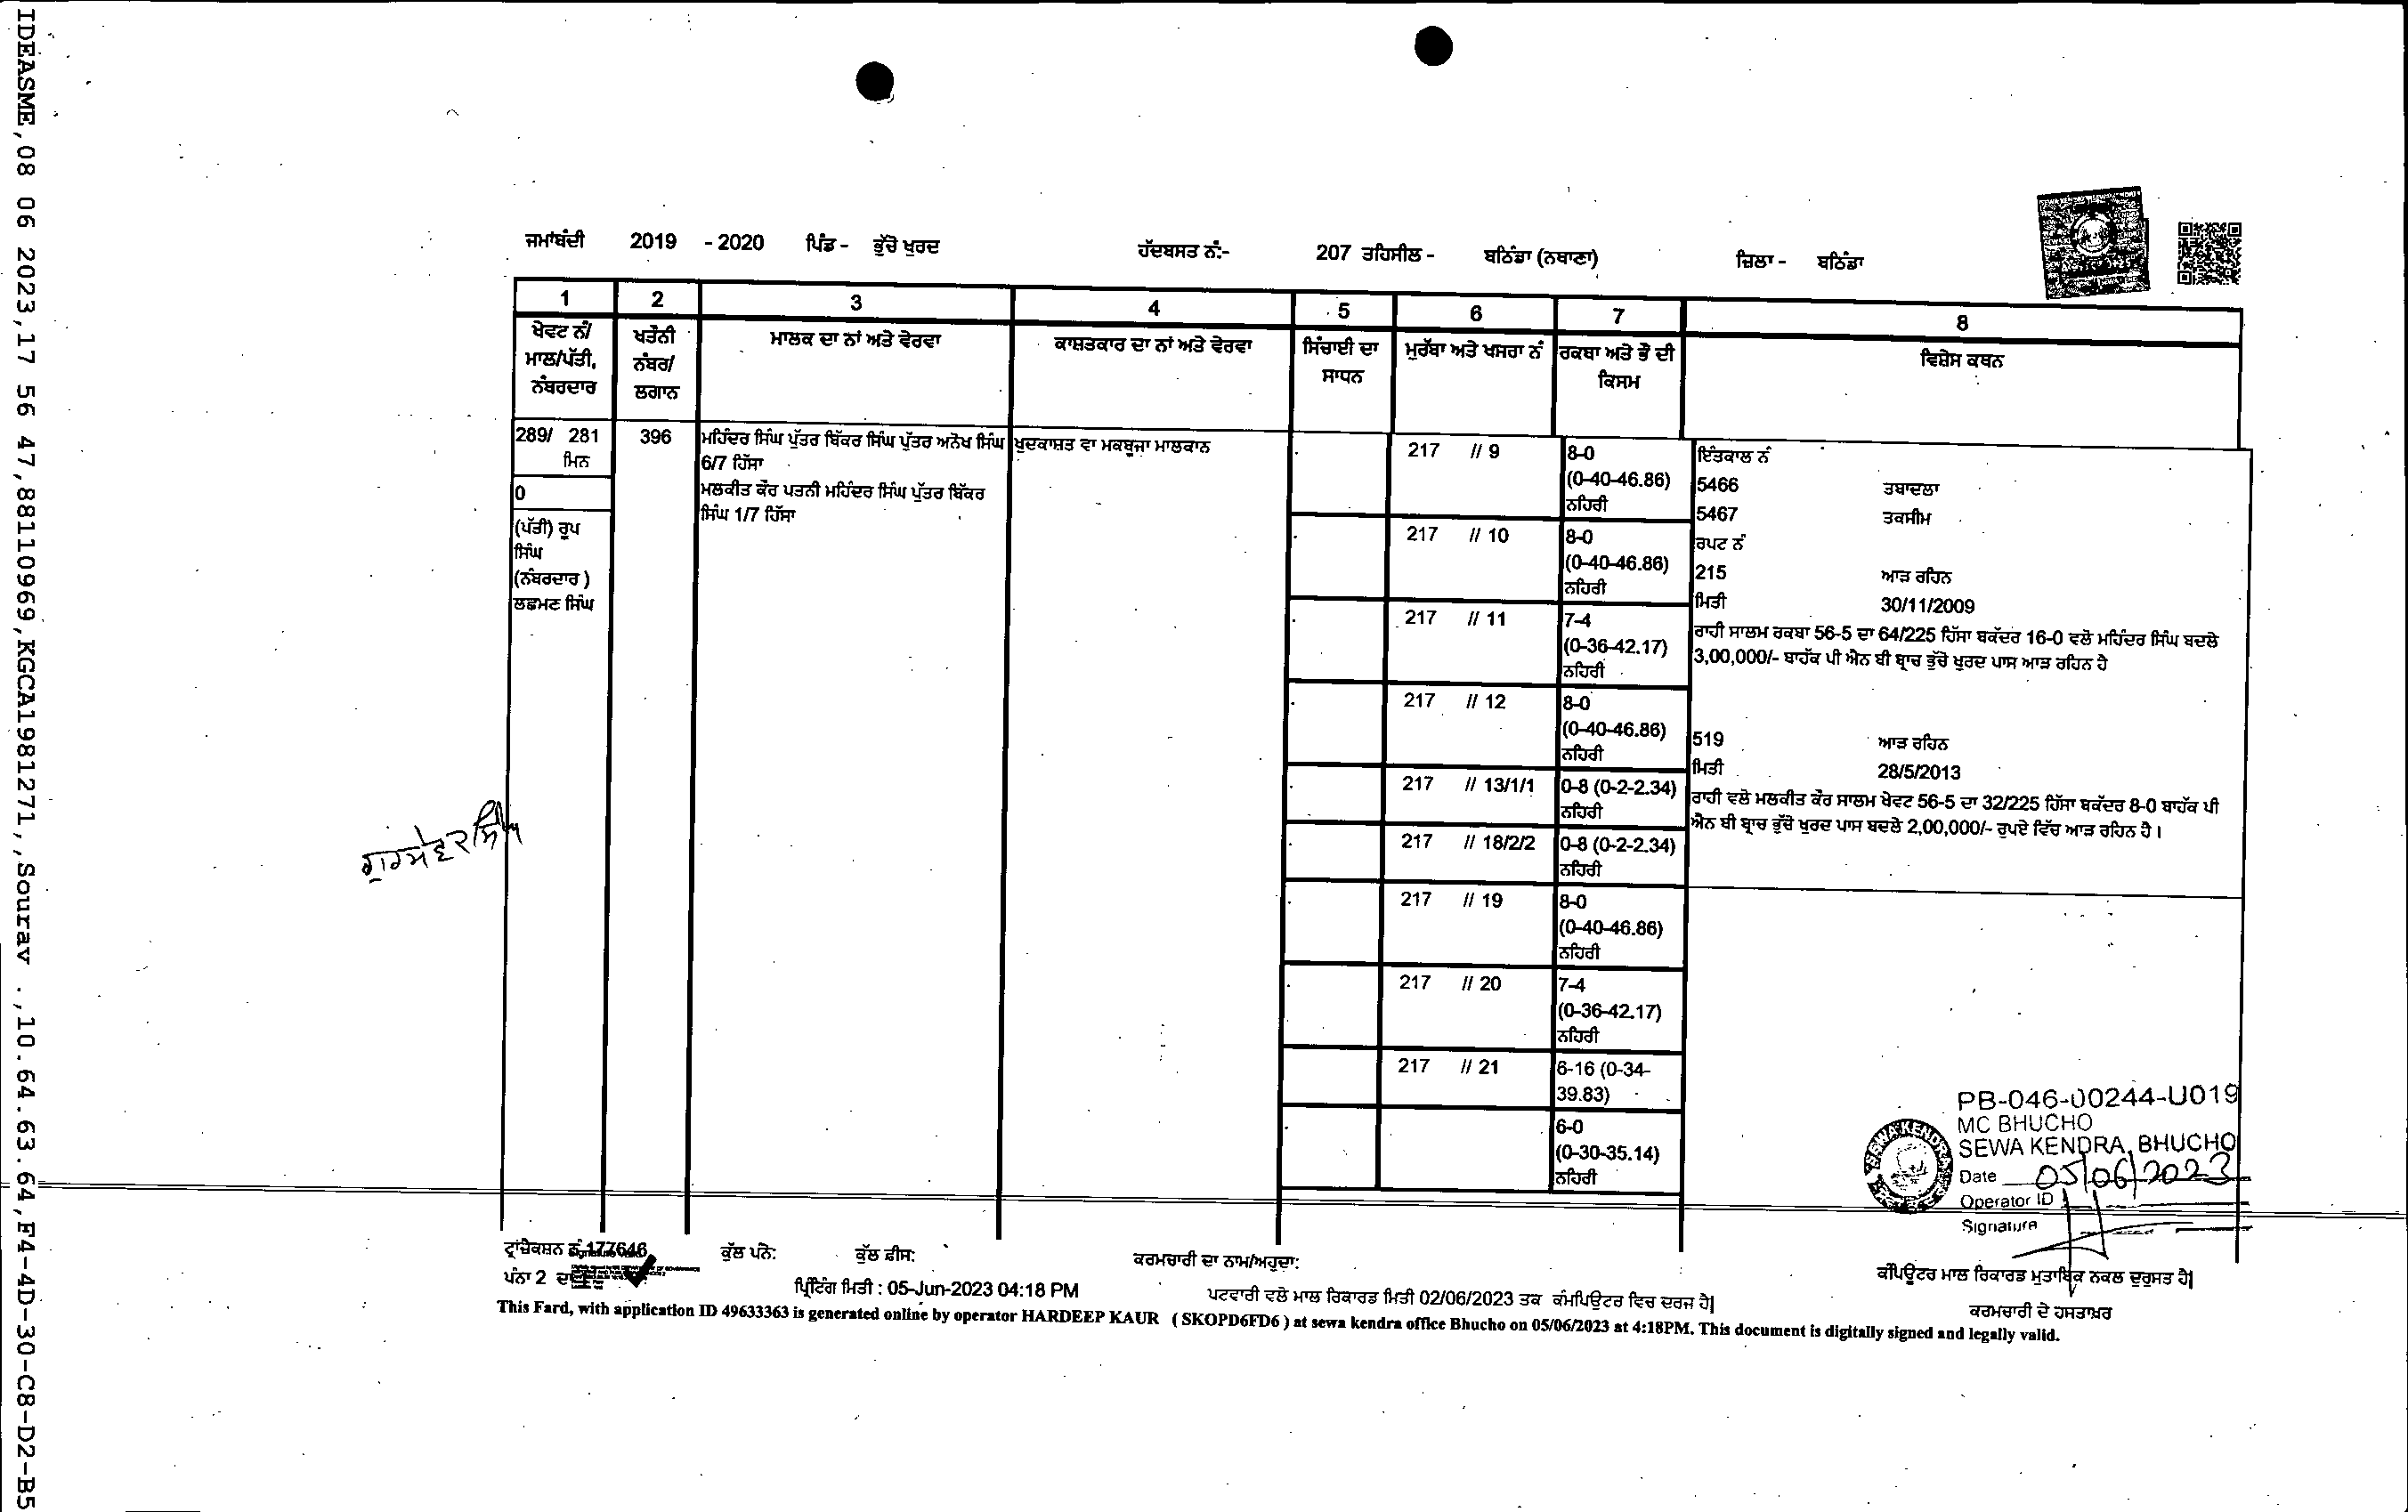 IDEASME,08 06 2023,17 56 47,88110969,KGCA1981271,,Sourav .,10.64.63.64,F4-4D-30-C8-D2-B5
ਜਮਾਂਬੰਦੀ 2019 - 2020 ਪਿੰਡ - ਭੁੱਚੋ ਖੁਰਦ ਹੱਦਬਸਤ ਨੰ:- 207 ਤਹਿਸੀਲ - ਬਠਿੰਡਾ (ਨਥਾਣਾ) ਜ਼ਿਲਾ - ਬਠਿੰਡਾ
1 2 3 4 5 6 7 8
ਖੇਵਟ ਨੰ/ ਮਾਲ/ਪੱਤੀ, ਨੰਬਰਦਾਰ
ਖਤੌਨੀ ਨੰਬਰ/ ਲਗਾਨ
ਮਾਲਕ ਦਾ ਨਾਂ ਅਤੇ ਵੇਰਵਾ
ਕਾਸ਼ਤਕਾਰ ਦਾ ਨਾਂ ਅਤੇ ਵੇਰਵਾ
ਸਿੰਚਾਈ ਦਾ ਸਾਧਨ
ਮੁਰੱਬਾ ਅਤੇ ਖਸਰਾ ਨੰ
ਰਕਬਾ ਅਤੇ ਭੌਂ ਦੀ ਕਿਸਮ
ਵਿਸ਼ੇਸ ਕਥਨ
289/ 281
ਮਿਨ
0
(ਪੱਤੀ) ਰੂਪ
ਸਿੰਘ
(ਨੰਬਰਦਾਰ )
ਲਛਮਣ ਸਿੰਘ
396
ਮਹਿੰਦਰ ਸਿੰਘ ਪੁੱਤਰ ਬਿੱਕਰ ਸਿੰਘ ਪੁੱਤਰ ਅਨੋਖ ਸਿੰਘ
6/7 ਹਿੱਸਾ
ਮਲਕੀਤ ਕੌਰ ਪਤਨੀ ਮਹਿੰਦਰ ਸਿੰਘ ਪੁੱਤਰ ਬਿੱਕਰ
ਸਿੰਘ 1/7 ਹਿੱਸਾ
ਖੁਦਕਾਸ਼ਤ ਵਾ ਮਕਬੂਜਾ ਮਾਲਕਾਨ
217 // 9 8-0
(0-40-46.86)
ਨਹਿਰੀ
217 // 10 8-0
(0-40-46.86)
ਨਹਿਰੀ
217 // 11 7-4
(0-36-42.17)
ਨਹਿਰੀ
217 // 12 8-0
(0-40-46.86)
ਨਹਿਰੀ
217 // 13/1/1 0-8 (0-2-2.34)
ਨਹਿਰੀ
217 // 18/2/2 0-8 (0-2-2.34)
ਨਹਿਰੀ
217 // 19 8-0
(0-40-46.86)
ਨਹਿਰੀ
217 // 20 7-4
(0-36-42.17)
ਨਹਿਰੀ
217 // 21 6-16 (0-34-
39.83)
6-0
(0-30-35.14)
ਨਹਿਰੀ
ਇੰਤਕਾਲ ਨੰ
5466 ਤਬਾਦਲਾ
5467 ਤਕਸੀਮ
ਰਪਟ ਨੰ
215 ਆੜ ਰਹਿਨ
ਮਿਤੀ 30/11/2009
ਰਾਹੀ ਸਾਲਮ ਰਕਬਾ 56-5 ਦਾ 64/225 ਹਿੱਸਾ ਬਕੱਦਰ 16-0 ਵਲੋ ਮਹਿੰਦਰ ਸਿੰਘ ਬਦਲੇ
3,00,000/- ਬਾਹੱਕ ਪੀ ਐਨ ਬੀ ਬ੍ਰਾਚ ਭੁੱਚੋ ਖੁਰਦ ਪਾਸ ਆੜ ਰਹਿਨ ਹੈ
519 ਆੜ ਰਹਿਨ
ਮਿਤੀ 28/5/2013
ਰਾਹੀ ਵਲੋ ਮਲਕੀਤ ਕੌਰ ਸਾਲਮ ਖੇਵਟ 56-5 ਦਾ 32/225 ਹਿੱਸਾ ਬਕੱਦਰ 8-0 ਬਾਹੱਕ ਪੀ
ਐਨ ਬੀ ਬ੍ਰਾਚ ਭੁੱਚੋ ਖੁਰਦ ਪਾਸ ਬਦਲੇ 2,00,000/- ਰੁਪਏ ਵਿੱਚ ਆੜ ਰਹਿਨ ਹੈ ।
PB-046-00244-U019
MC BHUCHO
SEWA KENDRA, BHUCHO
Date 05/06/2023
Operator ID
Signature
SEWA KENDRA
ਟ੍ਰਾਂਜੈਕਸ਼ਨ ਨੰ.177646 ਕੁੱਲ ਪਨੇ: ਕੁੱਲ ਫ਼ੀਸ: ਕਰਮਚਾਰੀ ਦਾ ਨਾਮ/ਅਹੁਦਾ:
ਪੰਨਾ 2 ਦਾ
ਪ੍ਰਿੰਟਿੰਗ ਮਿਤੀ : 05-Jun-2023 04:18 PM
ਪਟਵਾਰੀ ਵਲੋ ਮਾਲ ਰਿਕਾਰਡ ਮਿਤੀ 02/06/2023 ਤਕ ਕੰਮਪਿਊਟਰ ਵਿਚ ਦਰਜ ਹੈ|
ਕੰਪਿਊਟਰ ਮਾਲ ਰਿਕਾਰਡ ਮੁਤਾਬਿਕ ਨਕਲ ਦੁਰੁਸਤ ਹੈ|
ਕਰਮਚਾਰੀ ਦੇ ਹਸਤਾਖ਼ਰ
This Fard, with application ID 49633363 is generated online by operator HARDEEP KAUR ( SKOPD6FD6 ) at sewa kendra office Bhucho on 05/06/2023 at 4:18PM. This document is digitally signed and legally valid.